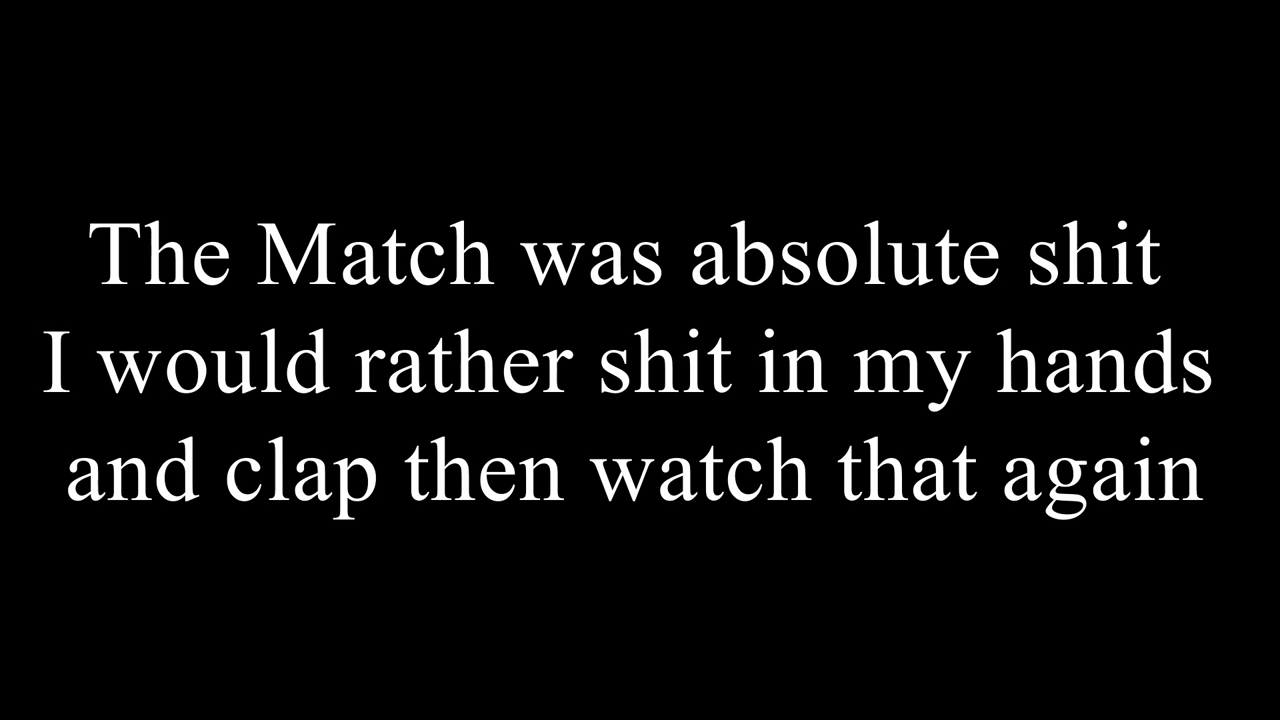 The Match was absolute shit
I would rather shit in my hands
and clap then watch that again